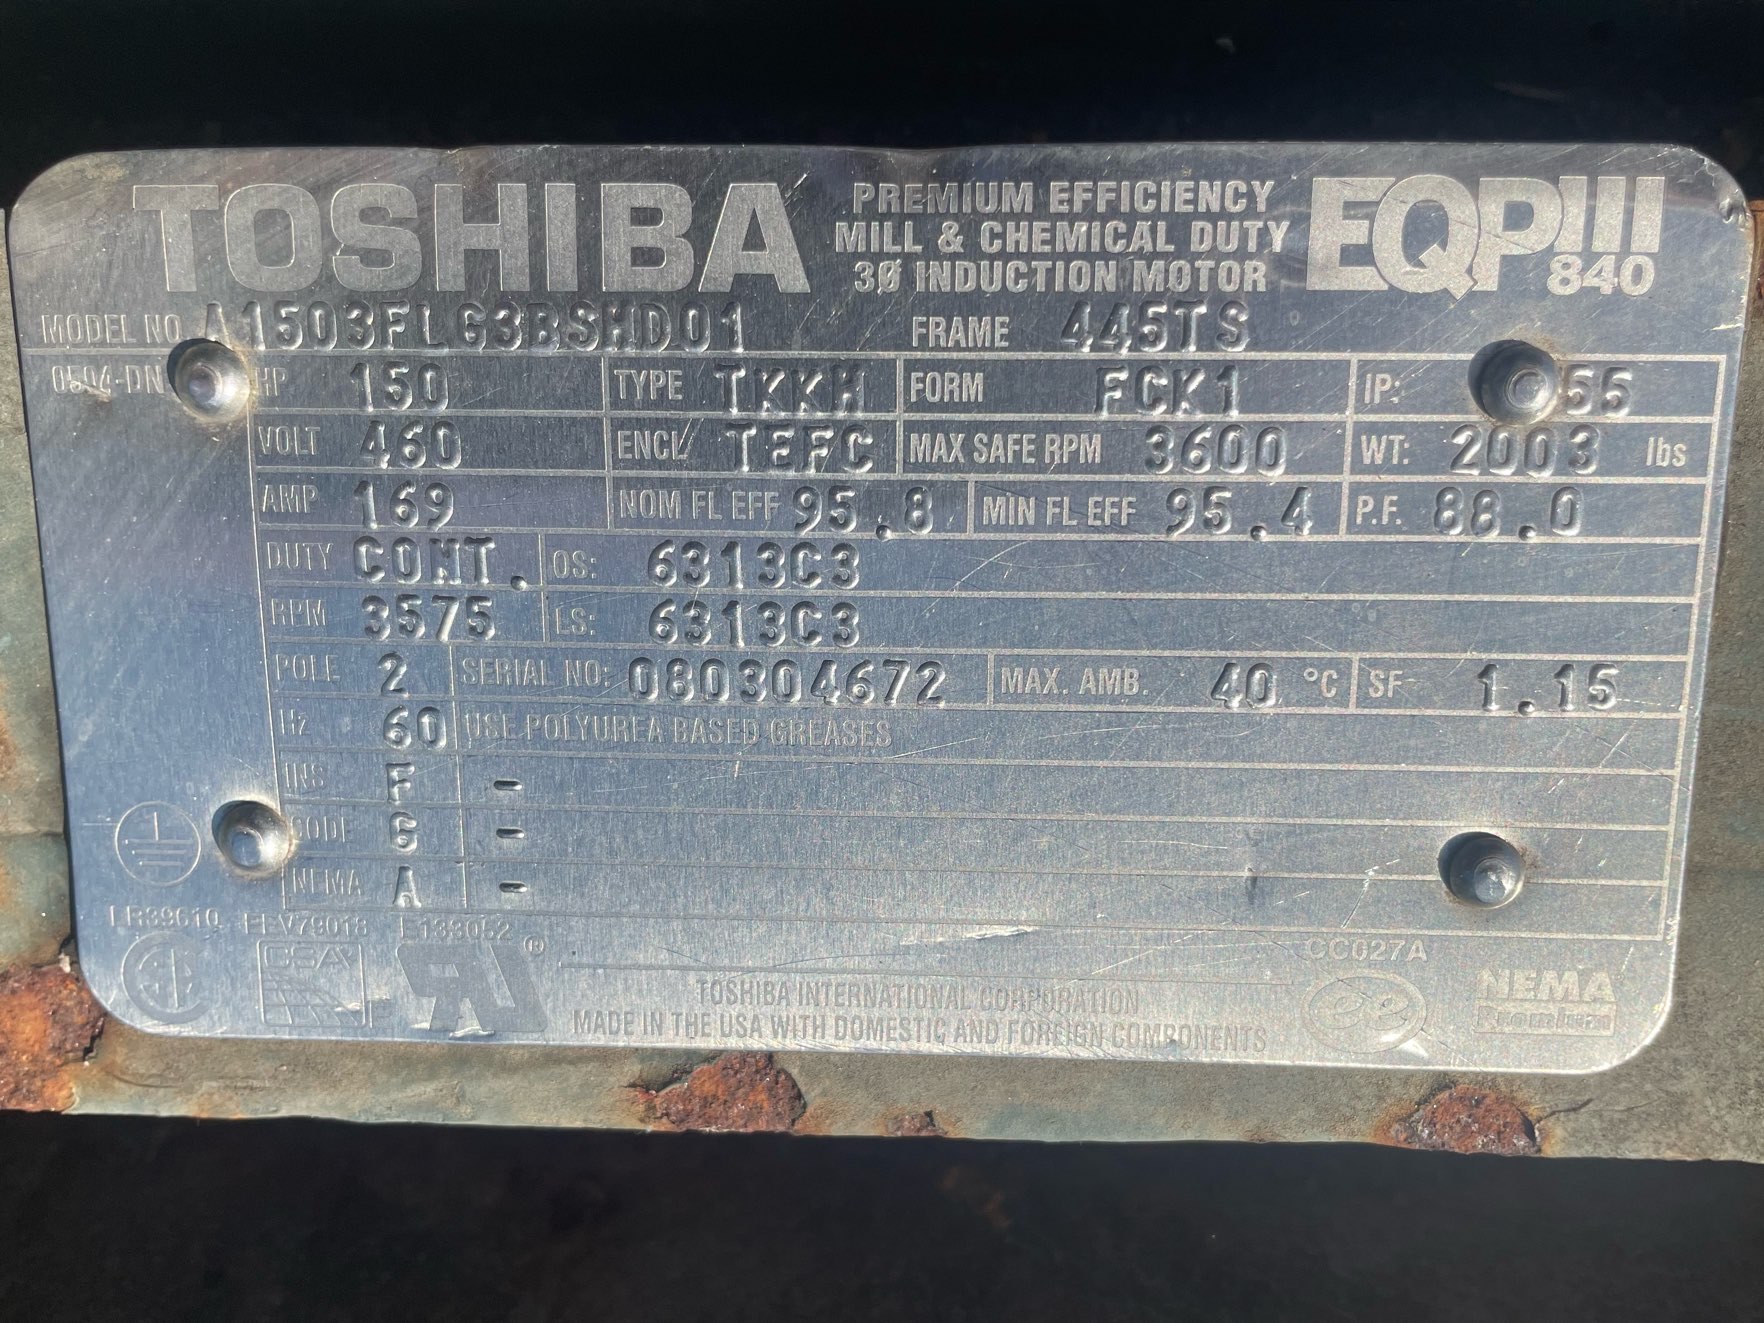 TOSHIBA
PREMIUM EFFICIENCY
MILL & CHEMICAL DUTY
3Ø INDUCTION MOTOR
EQPIII
840
MODEL NO. A1503FLG3BSHD01 FRAME 445TS
HP 150 TYPE TKKH FORM FCK1 IP: 55
VOLT 460 ENCL TEFC MAX SAFE RPM 3600 WT: 2003 lbs
AMP 169 NOM FL EFF 95.8 MIN FL EFF 95.4 P.F. 88.0
DUTY CONT. OS: 6313C3
RPM 3575 LS: 6313C3
POLE 2 SERIAL NO: 080304672 MAX. AMB. 40 °C SF 1.15
Hz 60 USE POLYUREA BASED GREASES
INS F -
CODE G -
NEMA A -
LR39610 EEV79018 E133052 CC027A
CSA
®
ee
NEMA
Premium
TOSHIBA INTERNATIONAL CORPORATION
MADE IN THE USA WITH DOMESTIC AND FOREIGN COMPONENTS